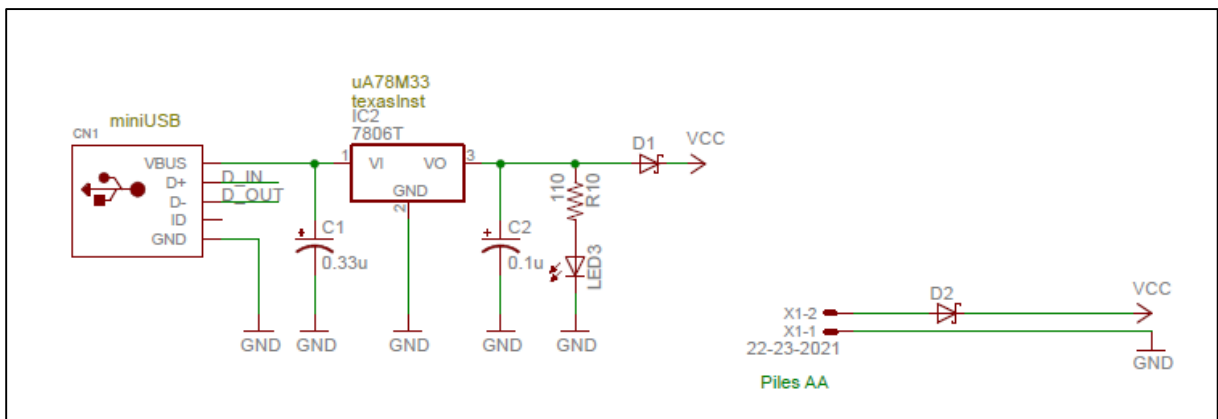 uA78M33
texasInst
IC2
7806T
miniUSB
CN1
VBUS
D+
D-
ID
GND
D_IN
D_OUT
1
VI
VO
3
GND
2
C1
0.33u
C2
0.1u
110
R10
LED3
D1
VCC
GND
GND
GND
GND
GND
D2
VCC
X1-2
X1-1
22-23-2021
GND
Piles AA